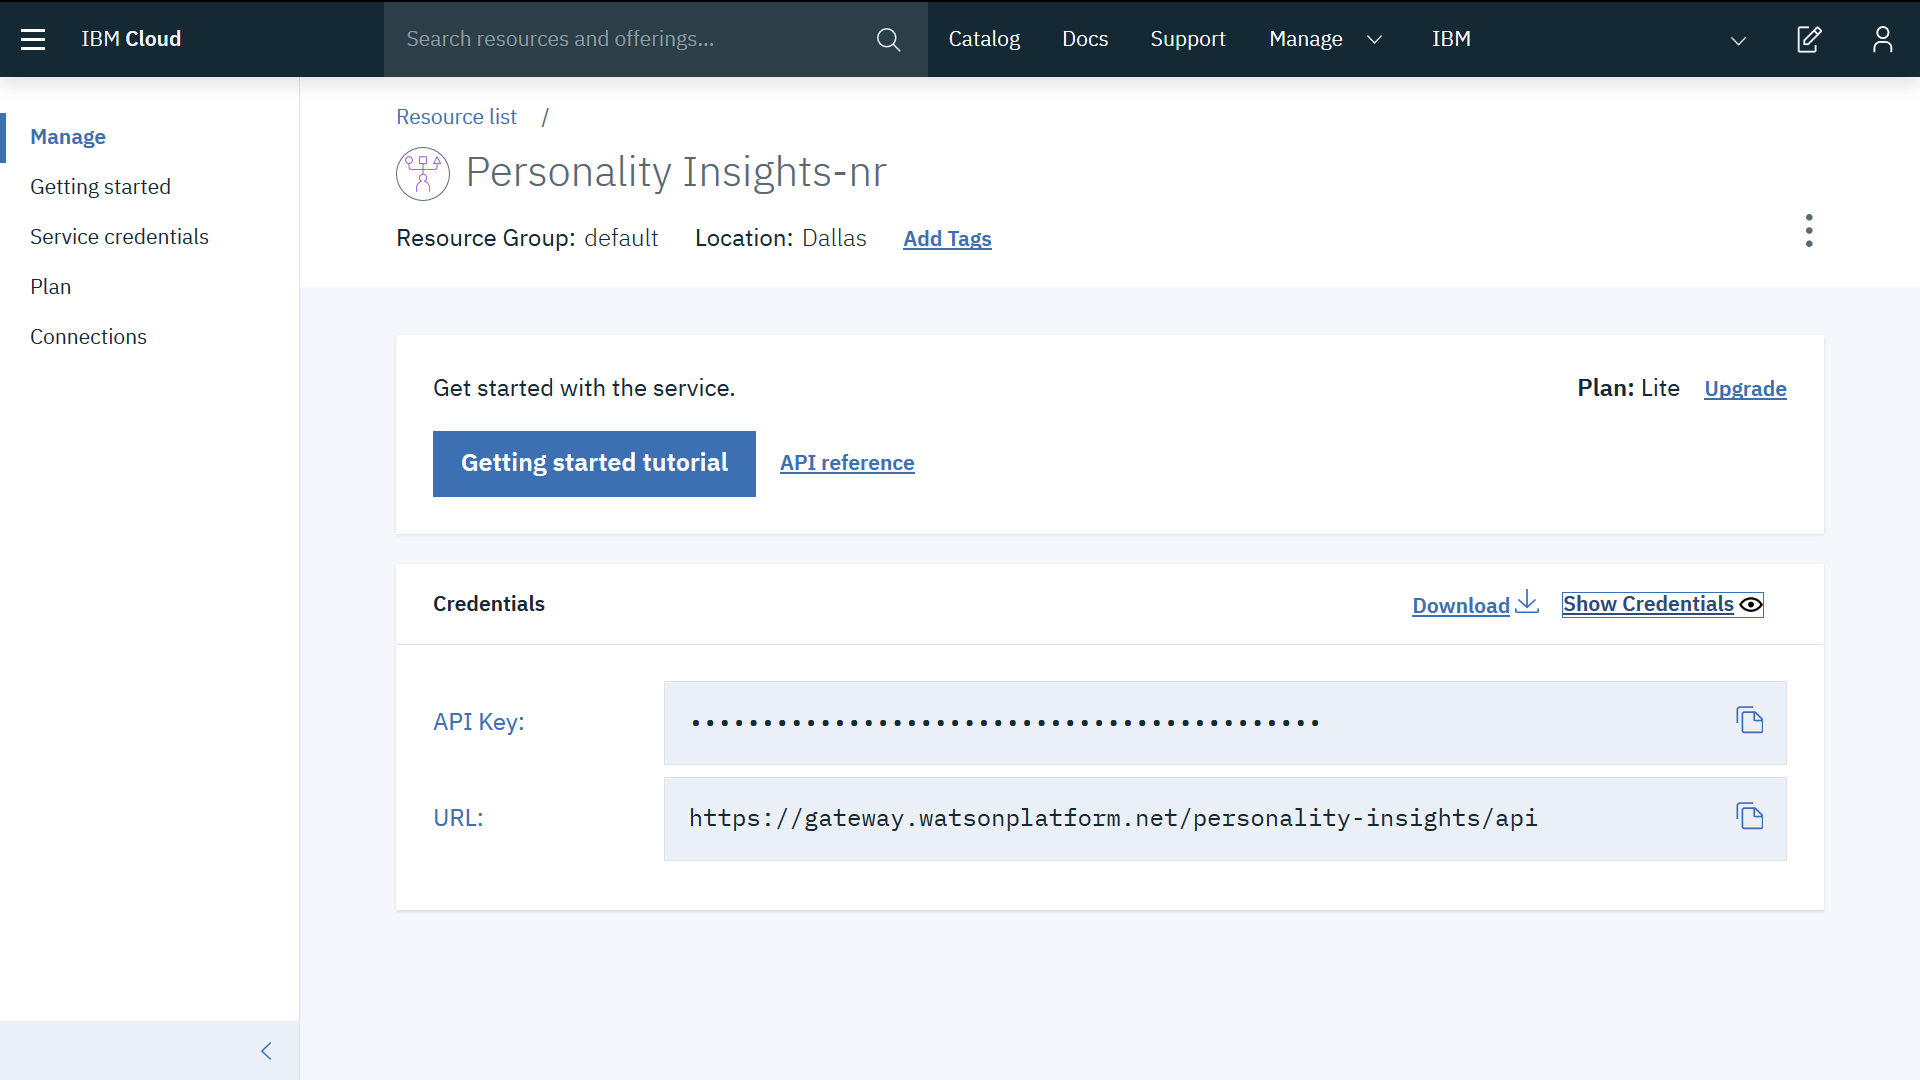 IBM Cloud
Search resources and offerings...
Catalog
Docs
Support
Manage
IBM
Manage
Getting started
Service credentials
Plan
Connections
Resource list /
Personality Insights-nr
Resource Group: default Location: Dallas Add Tags
Get started with the service.
Plan: Lite Upgrade
Getting started tutorial API reference
Credentials
Download Show Credentials
API Key: ••••••••••••••••••••••••••••••••••••••••••••
URL: https://gateway.watsonplatform.net/personality-insights/api